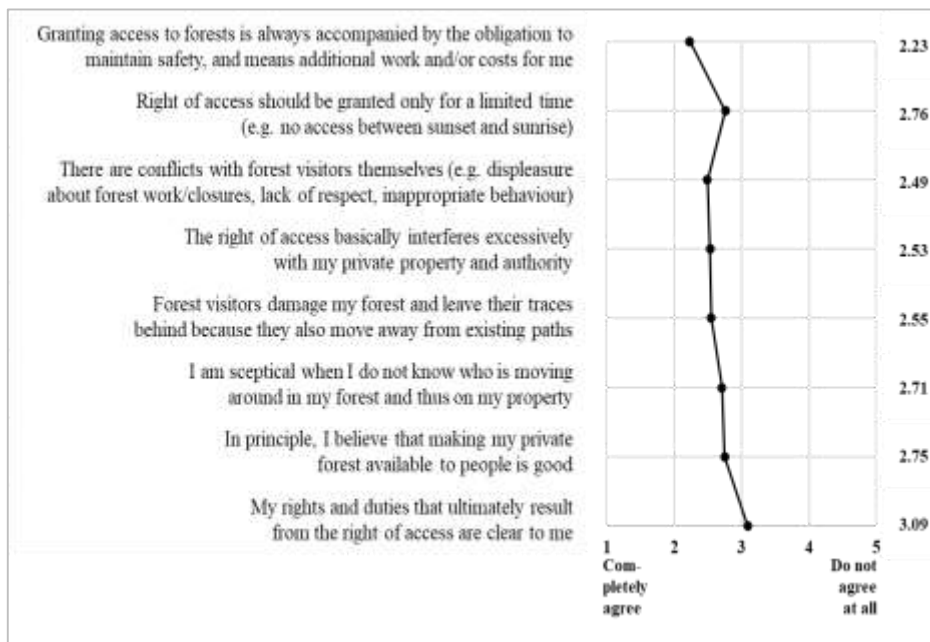 Granting access to forests is always accompanied by the obligation to
maintain safety, and means additional work and/or costs for me
2.23
Right of access should be granted only for a limited time
(e.g. no access between sunset and sunrise)
2.76
There are conflicts with forest visitors themselves (e.g. displeasure
about forest work/closures, lack of respect, inappropriate behaviour)
2.49
The right of access basically interferes excessively
with my private property and authority
2.53
Forest visitors damage my forest and leave their traces
behind because they also move away from existing paths
2.55
I am sceptical when I do not know who is moving
around in my forest and thus on my property
2.71
In principle, I believe that making my private
forest available to people is good
2.75
My rights and duties that ultimately result
from the right of access are clear to me
3.09
1 2 3 4 5
Com-
pletely
agree
Do not
agree
at all